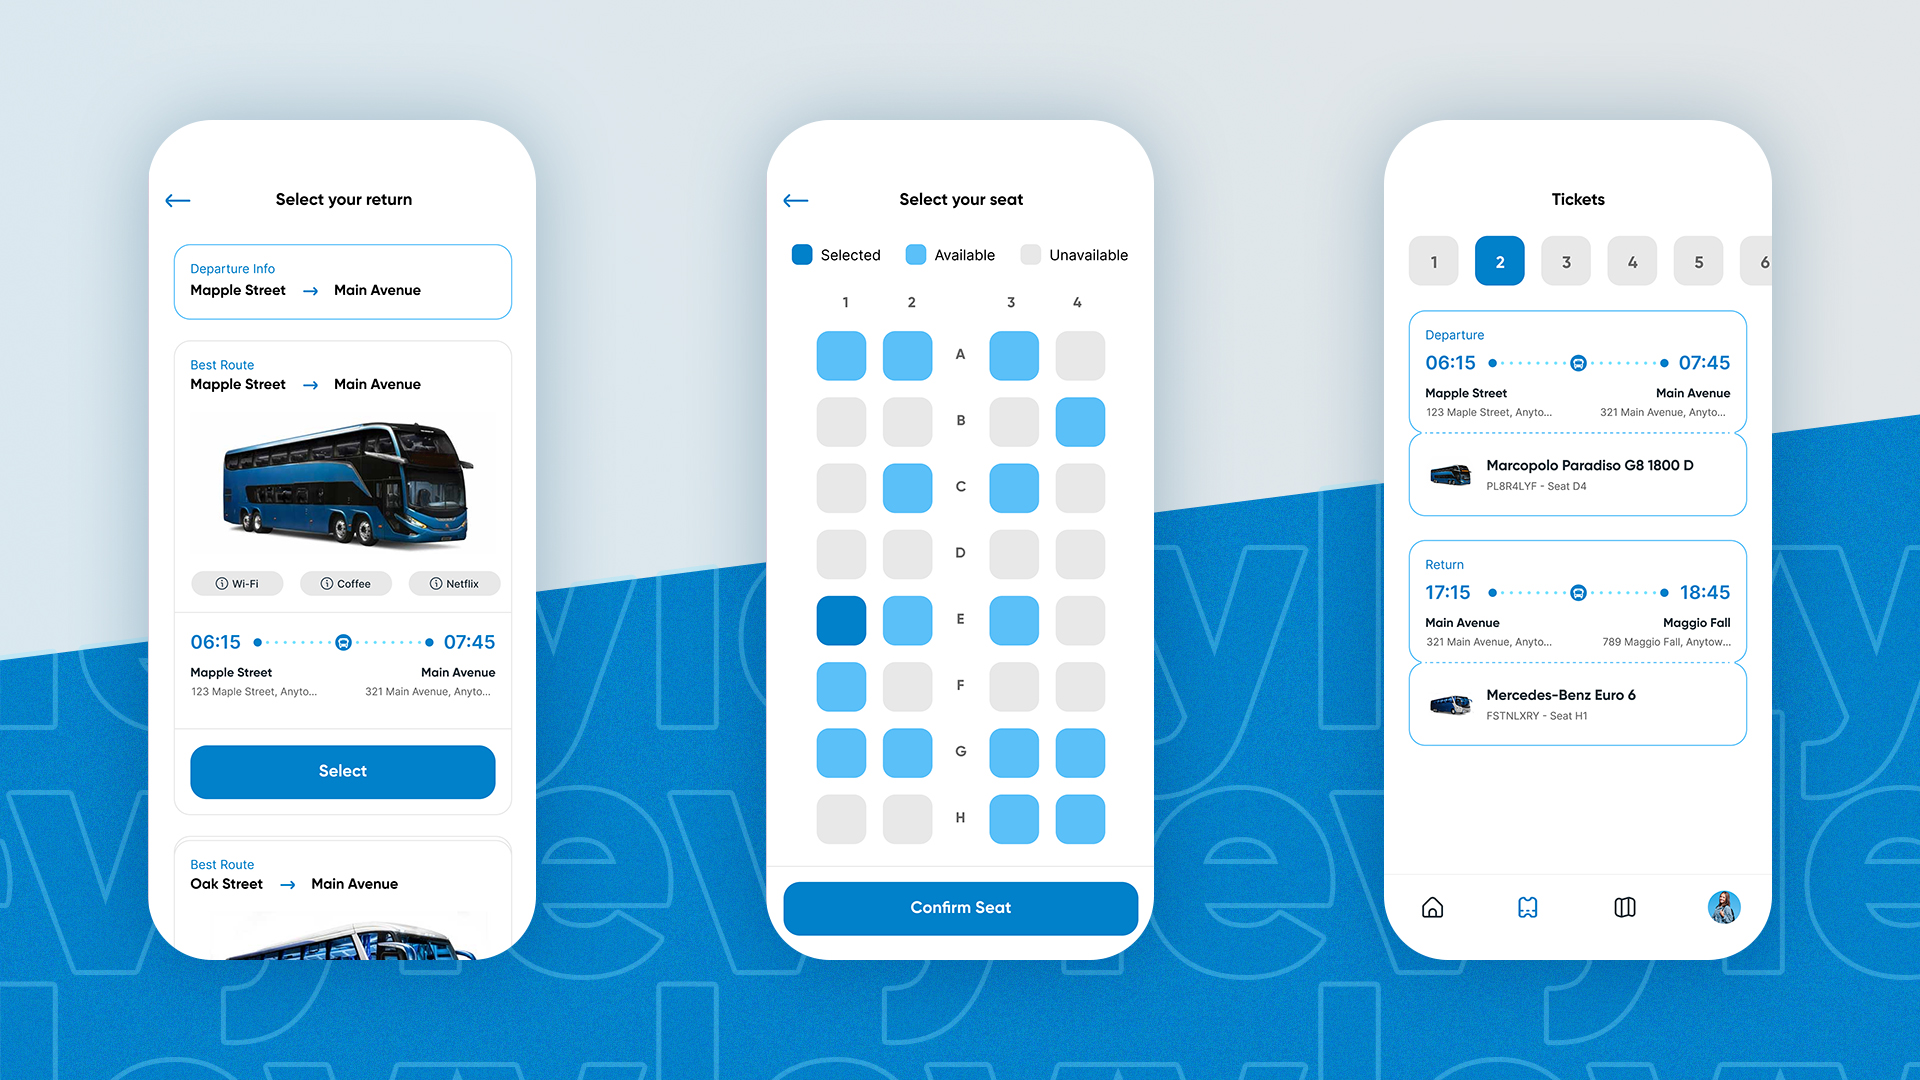 Select your return
Departure Info
Mapple Street → Main Avenue
Best Route
Mapple Street → Main Avenue
Wi-Fi
Coffee
Netflix
06:15 07:45
Mapple Street Main Avenue
123 Maple Street, Anyto... 321 Main Avenue, Anyto...
Select
Best Route
Oak Street → Main Avenue
Select your seat
Selected Available Unavailable
1 2 3 4
A
B
C
D
E
F
G
H
Confirm Seat
Tickets
1 2 3 4 5 6
Departure
06:15 07:45
Mapple Street Main Avenue
123 Maple Street, Anyto... 321 Main Avenue, Anyto...
Marcopolo Paradiso G8 1800 D
PL8R4LYF - Seat D4
Return
17:15 18:45
Main Avenue Maggio Fall
321 Main Avenue, Anyto... 789 Maggio Fall, Anytow...
Mercedes-Benz Euro 6
FSTNLXRY - Seat H1